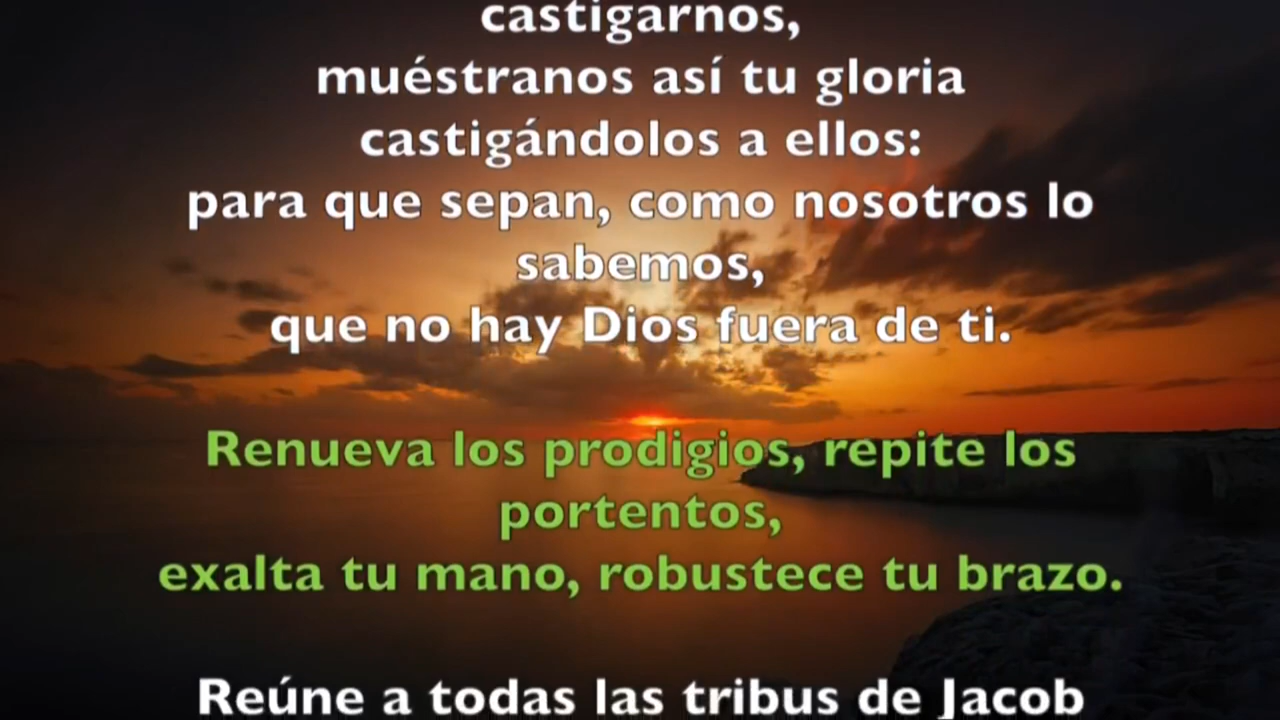 castigarnos,
muéstranos así tu gloria
castigándolos a ellos:
para que sepan, como nosotros lo
sabemos,
que no hay Dios fuera de ti.
Renueva los prodigios, repite los
portentos,
exalta tu mano, robustece tu brazo.
Reúne a todas las tribus de Jacob